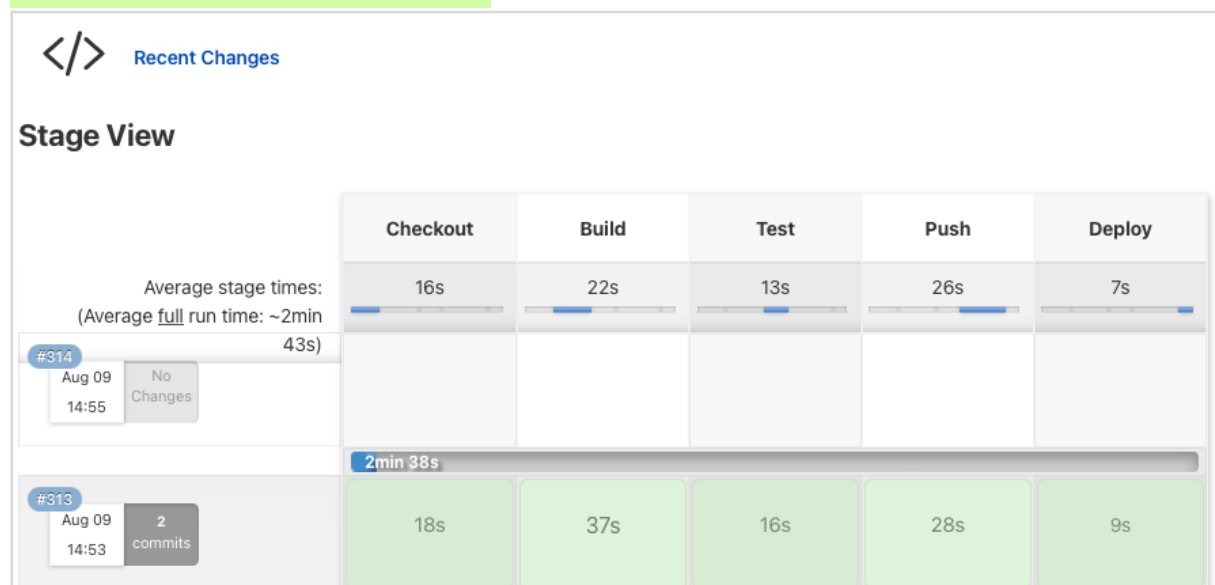 </> Recent Changes
Stage View
Checkout Build Test Push Deploy
Average stage times: 16s 22s 13s 26s 7s
(Average full run time: ~2min
43s)
#314
Aug 09 No
Changes
14:55
2min 38s
#313
Aug 09 2
14:53 commits
18s 37s 16s 28s 9s